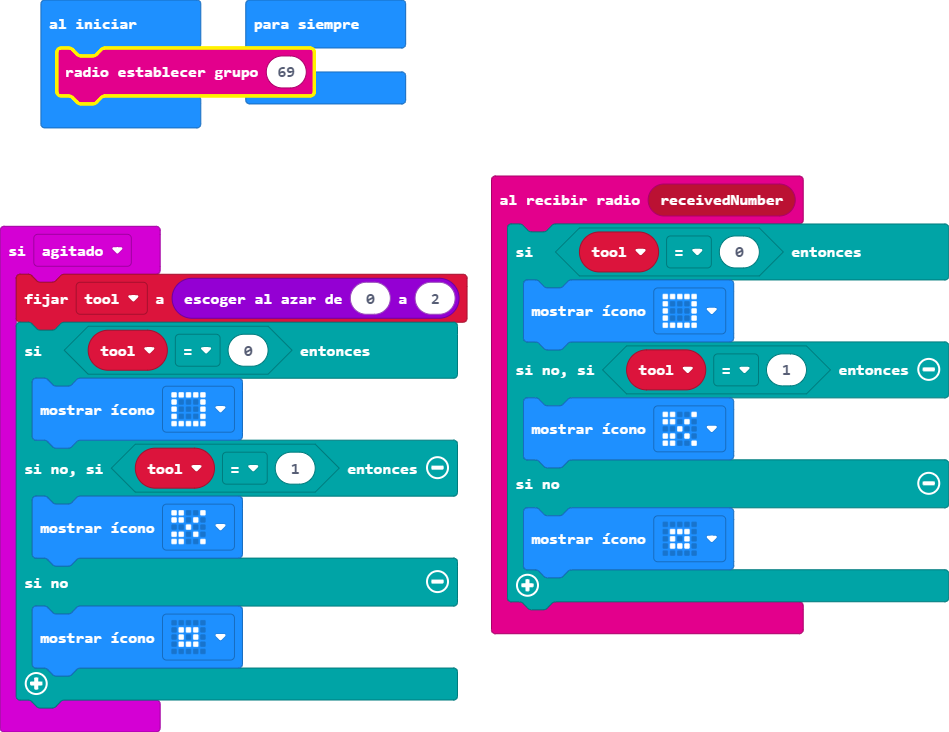 al iniciar
radio establecer grupo 69
para siempre
si agitado
fijar tool a escoger al azar de 0 a 2
si tool = 0 entonces
mostrar ícono
si no, si tool = 1 entonces
mostrar ícono
si no
mostrar ícono
al recibir radio receivedNumber
si tool = 0 entonces
mostrar ícono
si no, si tool = 1 entonces
mostrar ícono
si no
mostrar ícono